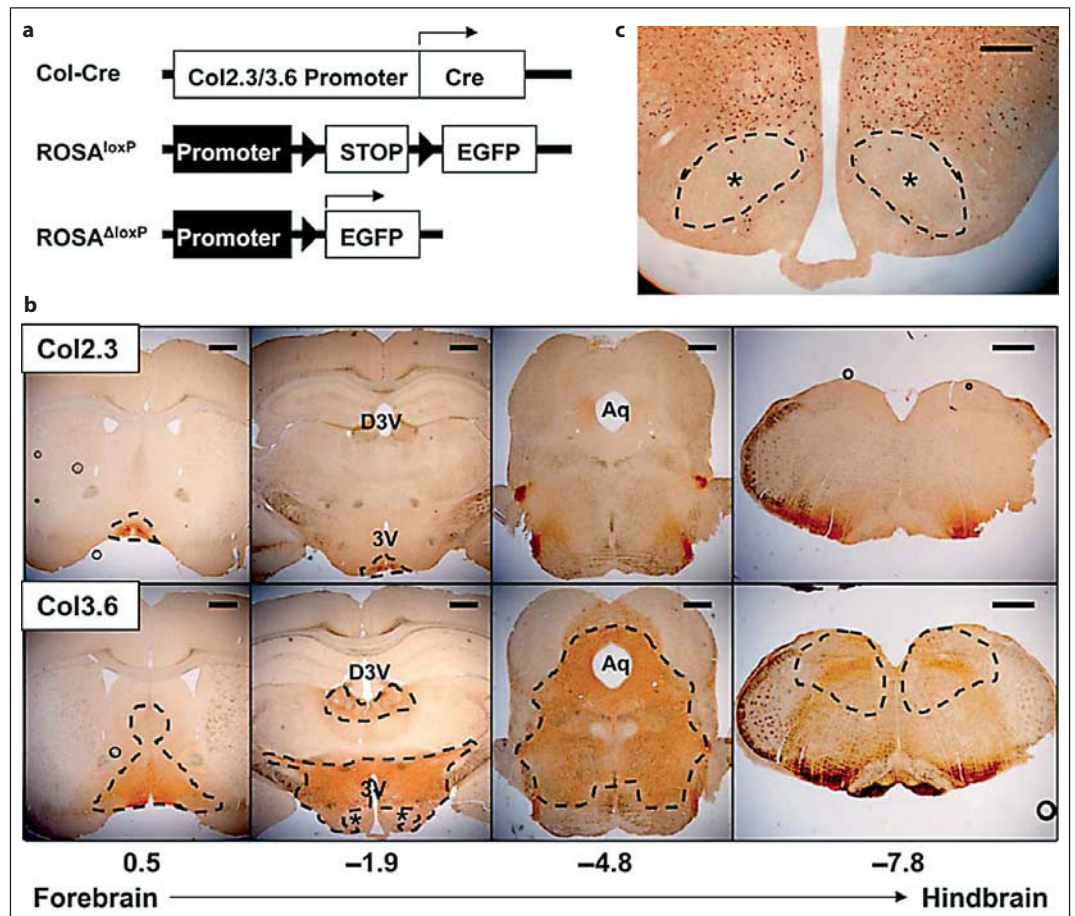 a
Col-Cre
Col2.3/3.6 Promoter
Cre
ROSAloxP
Promoter
STOP
EGFP
ROSAΔloxP
Promoter
EGFP
c
*
*
b
Col2.3
D3V
3V
Aq
Col3.6
D3V
3V
*
*
Aq
0.5
–1.9
–4.8
–7.8
Forebrain
Hindbrain